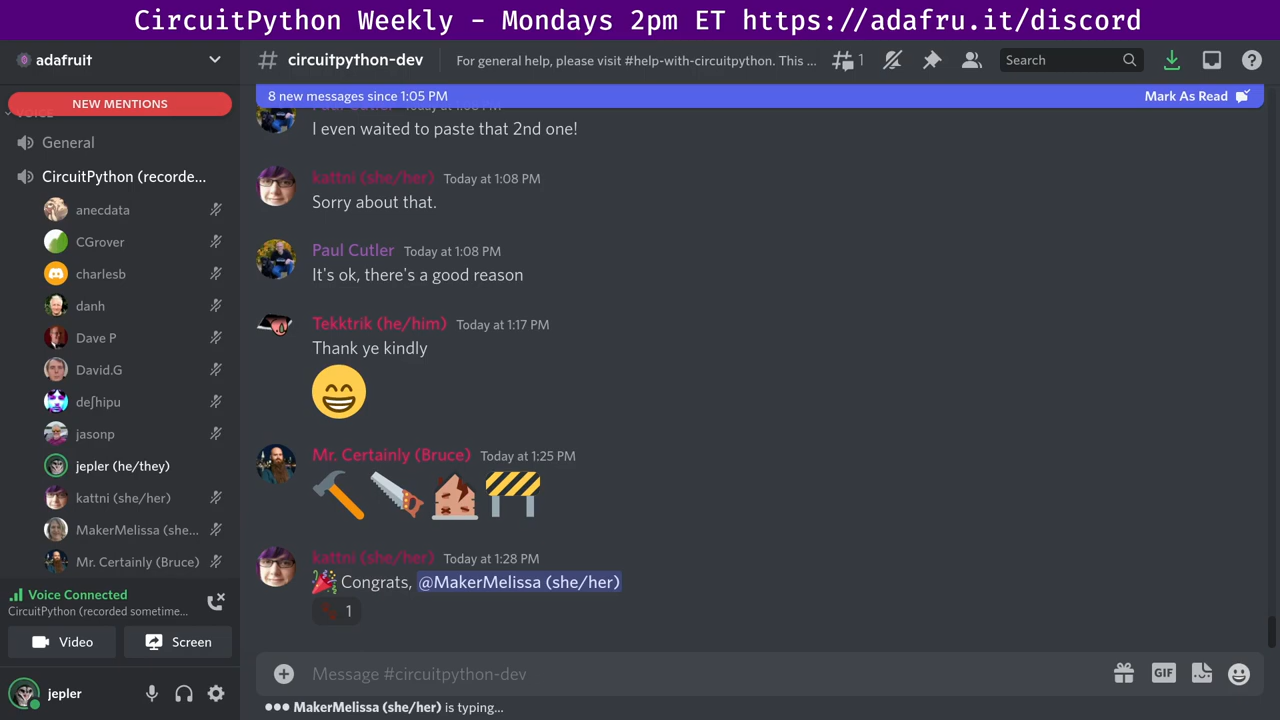 CircuitPython Weekly - Mondays 2pm ET https://adafru.it/discord
adafruit
circuitpython-dev
For general help, please visit #help-with-circuitpython. This ...
1
Search
NEW MENTIONS
VOICE
General
CircuitPython (recorde...
anecdata
CGrover
charlesb
danh
Dave P
David.G
deʃhipu
jasonp
jepler (he/they)
kattni (she/her)
MakerMelissa (she...
Mr. Certainly (Bruce)
Voice Connected
CircuitPython (recorded sometime...
Video
Screen
jepler
8 new messages since 1:05 PM
Mark As Read
Paul Cutler Today at 1:08 PM
I even waited to paste that 2nd one!
kattni (she/her) Today at 1:08 PM
Sorry about that.
Paul Cutler Today at 1:08 PM
It's ok, there's a good reason
Tekktrik (he/him) Today at 1:17 PM
Thank ye kindly
Mr. Certainly (Bruce) Today at 1:25 PM
kattni (she/her) Today at 1:28 PM
Congrats, @MakerMelissa (she/her)
1
Message #circuitpython-dev
GIF
MakerMelissa (she/her) is typing...